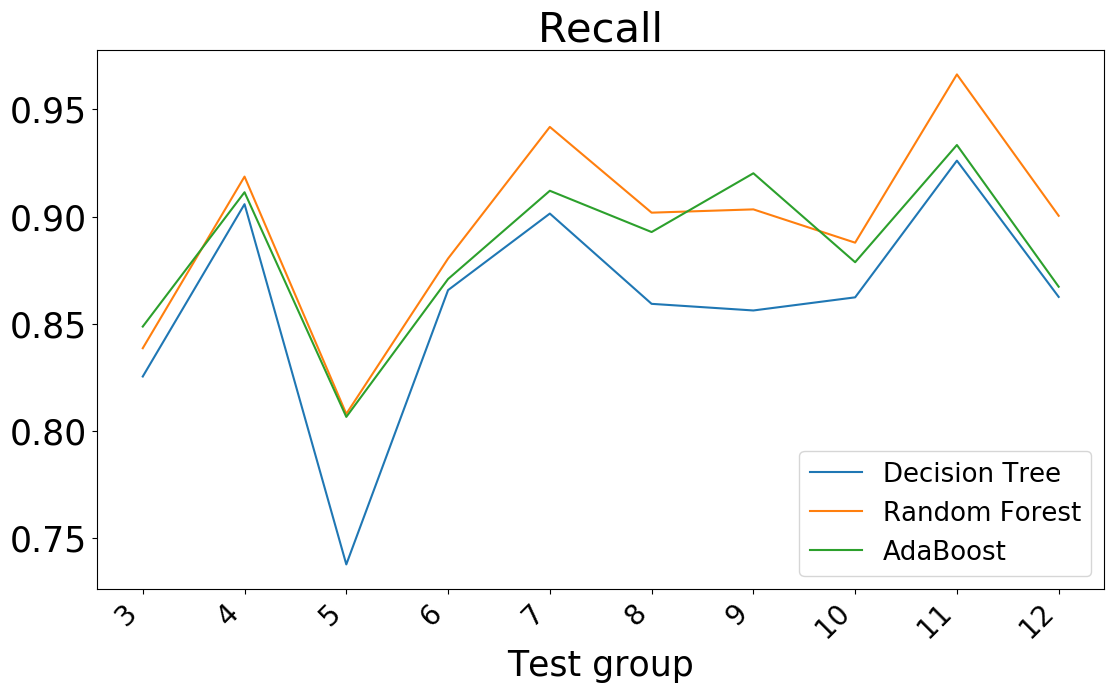 Recall
0.95
0.90
0.85
0.80
0.75
Decision Tree
Random Forest
AdaBoost
3 4 5 6 7 8 9 10 11 12
Test group